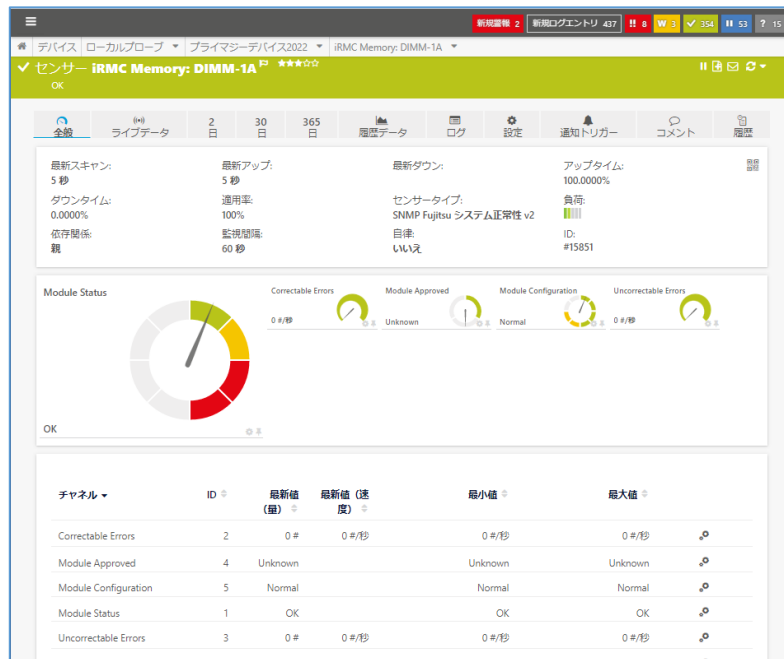 新規警報 2 新規ログエントリ 437 !! 8 W 3 ✓ 354 II 53 ? 15
デバイス ローカルプローブ ▼ プライマシーデバイス2022 ▼ iRMC Memory: DIMM-1A ▼
✓ センサー iRMC Memory: DIMM-1A ★★★☆☆
OK
全般 ライブデータ 2日 30日 365日 履歴データ ログ 設定 通知トリガー コメント 履歴
最新スキャン: 最新アップ: 最新ダウン: アップタイム:
5 秒 5 秒 100.0000%
ダウンタイム: 適用率: センサータイプ: 負荷:
0.0000% 100% SNMP Fujitsu システム正常性 v2
依存関係: 監視間隔: 自律: ID:
親 60 秒 いいえ #15851
Module Status Correctable Errors Module Approved Module Configuration Uncorrectable Errors
0 #/秒 Unknown Normal 0 #/秒
OK
チャネル ▼ ID 最新値（量） 最新値（速度） 最小値 最大値
Correctable Errors 2 0 # 0 #/秒 0 #/秒 0 #/秒
Module Approved 4 Unknown Unknown Unknown
Module Configuration 5 Normal Normal Normal
Module Status 1 OK OK OK
Uncorrectable Errors 3 0 # 0 #/秒 0 #/秒 0 #/秒